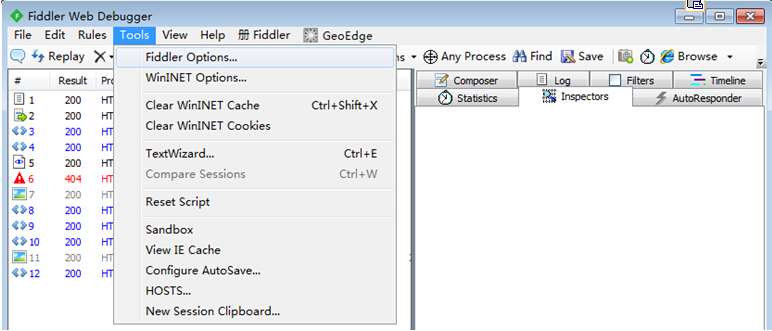 Fiddler Web Debugger
File Edit Rules Tools View Help 册 Fiddler GeoEdge
Replay Any Process Find Save Browse
Fiddler Options...
WinINET Options...
Clear WinINET Cache Ctrl+Shift+X
Clear WinINET Cookies
TextWizard... Ctrl+E
Compare Sessions Ctrl+W
Reset Script
Sandbox
View IE Cache
Configure AutoSave...
HOSTS...
New Session Clipboard...
# Result
1 200 HT
2 200 HT
3 200 HT
4 200 HT
5 200 HT
6 404 HT
7 200 HT
8 200 HT
9 200 HT
10 200 HT
11 200 HT
12 200 HT
Composer Log Filters Timeline
Statistics Inspectors AutoResponder